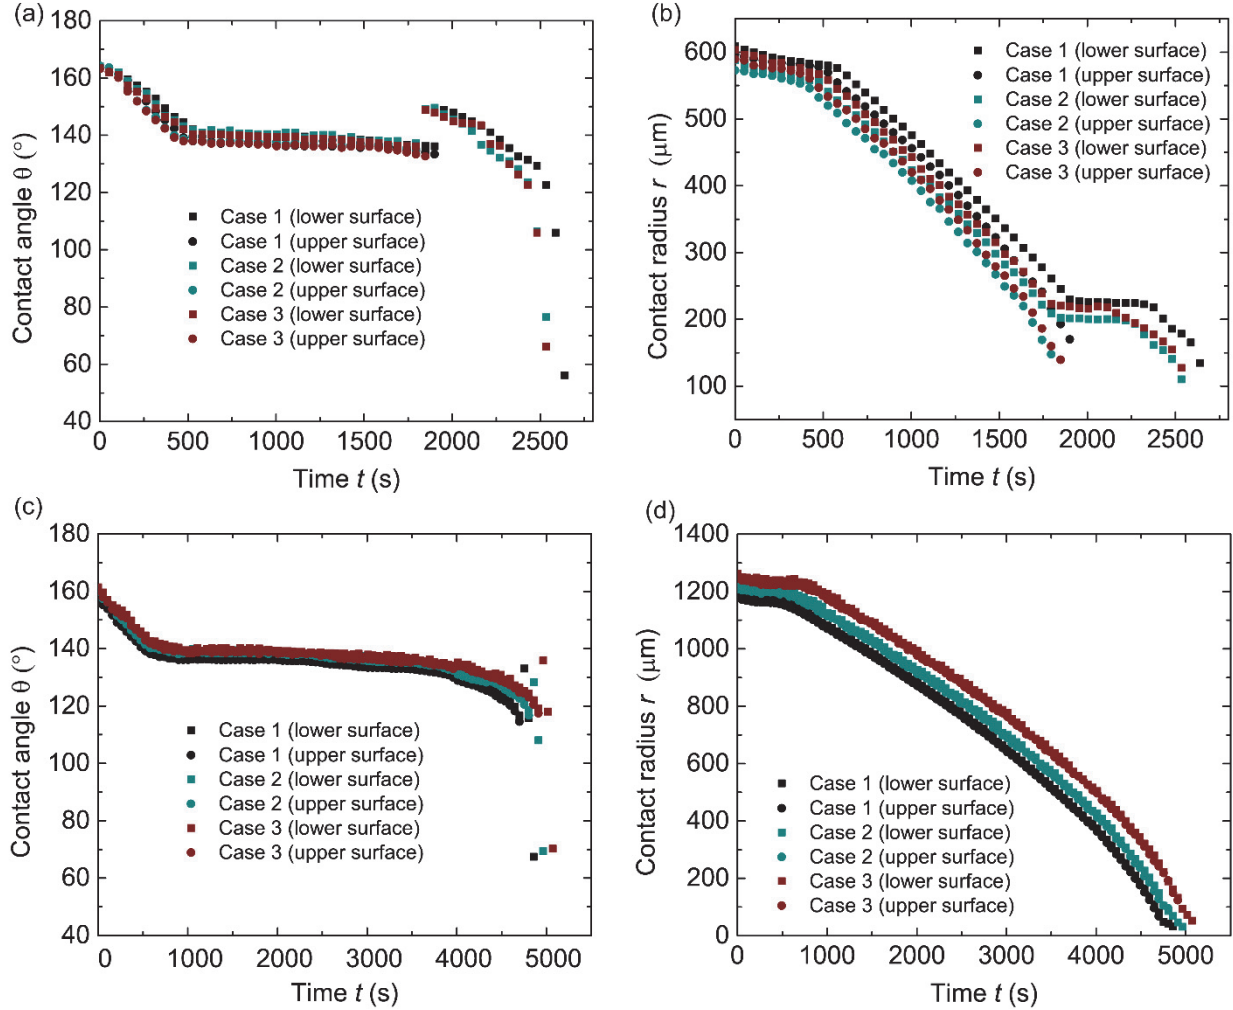 (a)
180
160
140
120
100
80
60
40
Contact angle θ (°)
Case 1 (lower surface)
Case 1 (upper surface)
Case 2 (lower surface)
Case 2 (upper surface)
Case 3 (lower surface)
Case 3 (upper surface)
0 500 1000 1500 2000 2500
Time t (s)
(b)
600
500
400
300
200
100
Contact radius r (μm)
Case 1 (lower surface)
Case 1 (upper surface)
Case 2 (lower surface)
Case 2 (upper surface)
Case 3 (lower surface)
Case 3 (upper surface)
0 500 1000 1500 2000 2500
Time t (s)
(c)
180
160
140
120
100
80
60
40
Contact angle θ (°)
Case 1 (lower surface)
Case 1 (upper surface)
Case 2 (lower surface)
Case 2 (upper surface)
Case 3 (lower surface)
Case 3 (upper surface)
0 1000 2000 3000 4000 5000
Time t (s)
(d)
1400
1200
1000
800
600
400
200
0
Contact radius r (μm)
Case 1 (lower surface)
Case 1 (upper surface)
Case 2 (lower surface)
Case 2 (upper surface)
Case 3 (lower surface)
Case 3 (upper surface)
0 1000 2000 3000 4000 5000
Time t (s)